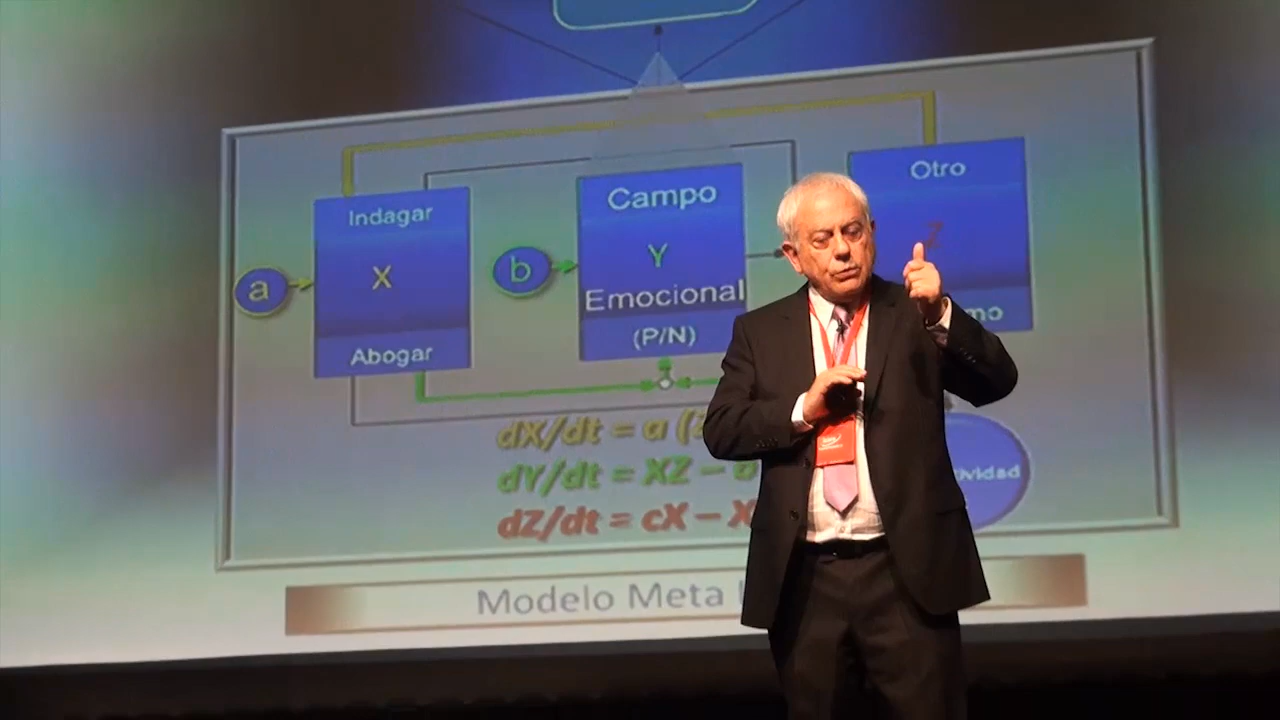 Indagar
X
Abogar
a
b
Campo
Y
Emocional
(P/N)
Otro
Z
dX/dt = a (
dY/dt = XZ – b
dZ/dt = cX – X
Modelo Meta